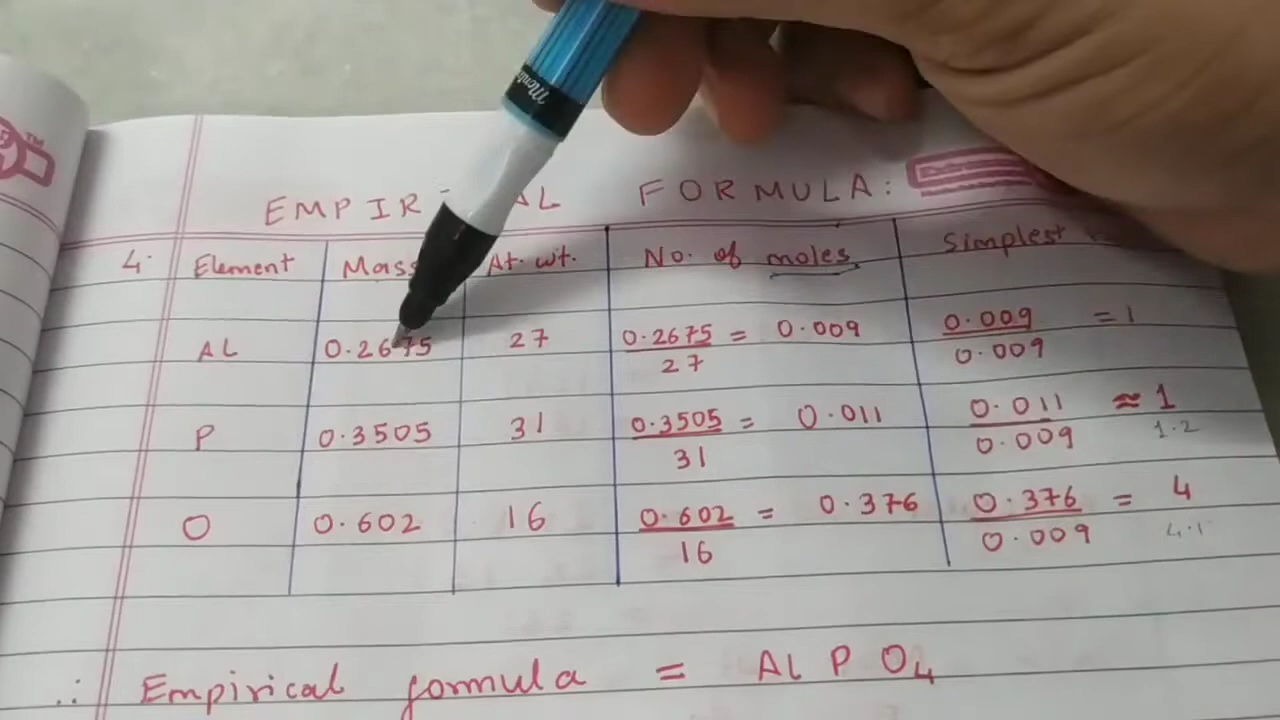 EMPIR AL FORMULA:
4. Element Mass At. wt. No. of moles Simplest
AL 0.2675 27 0.2675/27 = 0.009 0.009/0.009 = 1
P 0.3505 31 0.3505/31 = 0.011 0.011/0.009 ≈ 1
1.2
O 0.602 16 0.602/16 = 0.376 0.376/0.009 = 4
4.1
∴ Empirical formula = AL P O4